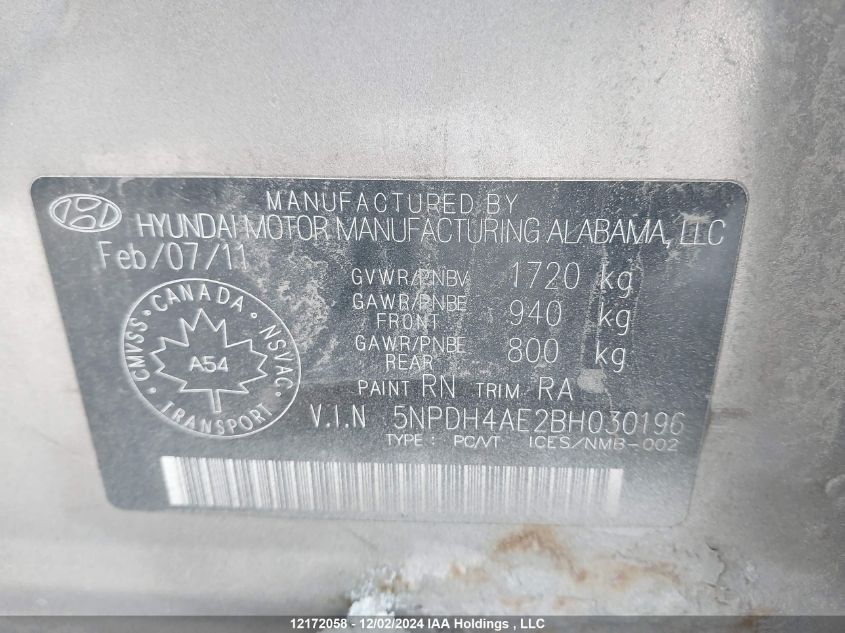 MANUFACTURED BY
HYUNDAI MOTOR MANUFACTURING ALABAMA, LLC
Feb/07/11
GVWR/PNBV 1720 kg
GAWR/PNBE FRONT 940 kg
GAWR/PNBE REAR 800 kg
PAINT RN TRIM RA
V.I.N 5NPDH4AE2BH030196
TYPE : PC/VT ICES/NMB-002
CANADA
CMVSS NSVAC
A54
TRANSPORT
12172058 - 12/02/2024 IAA Holdings , LLC